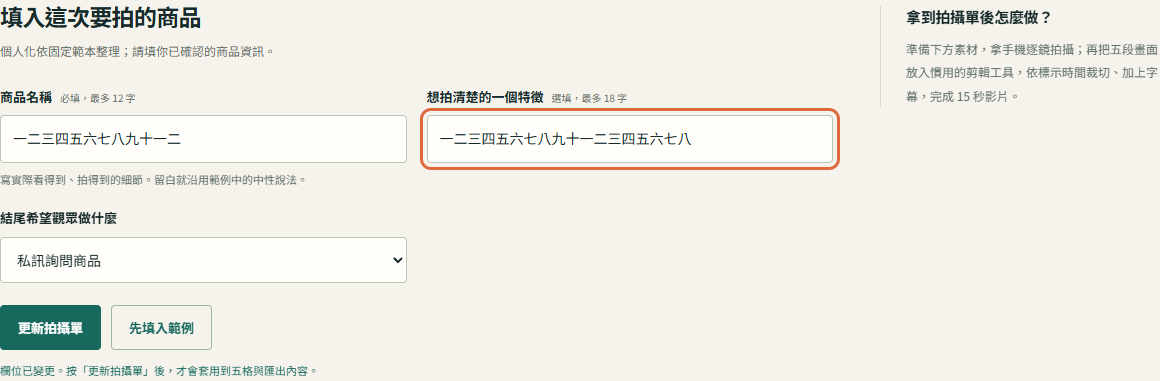 填入這次要拍的商品
個人化依固定範本整理；請填你已確認的商品資訊。
商品名稱 必填，最多 12 字
一二三四五六七八九十一二
寫實際看得到、拍得到的細節。留白就沿用範例中的中性說法。
想拍清楚的一個特徵 選填，最多 18 字
一二三四五六七八九十一二三四五六七八
結尾希望觀眾做什麼
私訊詢問商品
更新拍攝單
先填入範例
欄位已變更。按「更新拍攝單」後，才會套用到五格與匯出內容。
拿到拍攝單後怎麼做？
準備下方素材，拿手機逐鏡拍攝；再把五段畫面
放入慣用的剪輯工具，依標示時間裁切、加上字
幕，完成 15 秒影片。